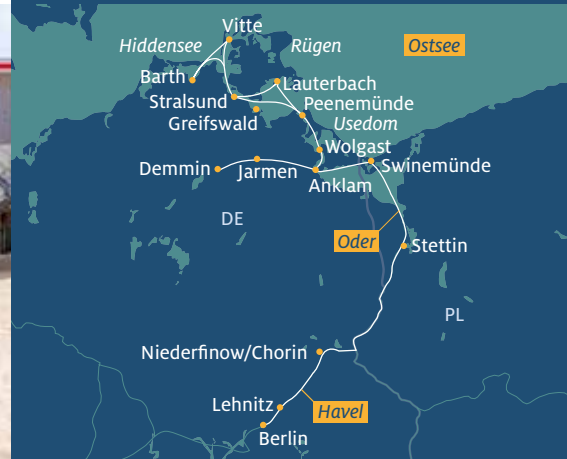 Vitte
Hiddensee
Rügen
Ostsee
Barth
Lauterbach
Stralsund
Peenemünde
Greifswald
Usedom
Wolgast
Demmin
Jarmen
Anklam
Swinemünde
DE
Oder
Stettin
PL
Niederfinow/Chorin
Lehnitz
Havel
Berlin